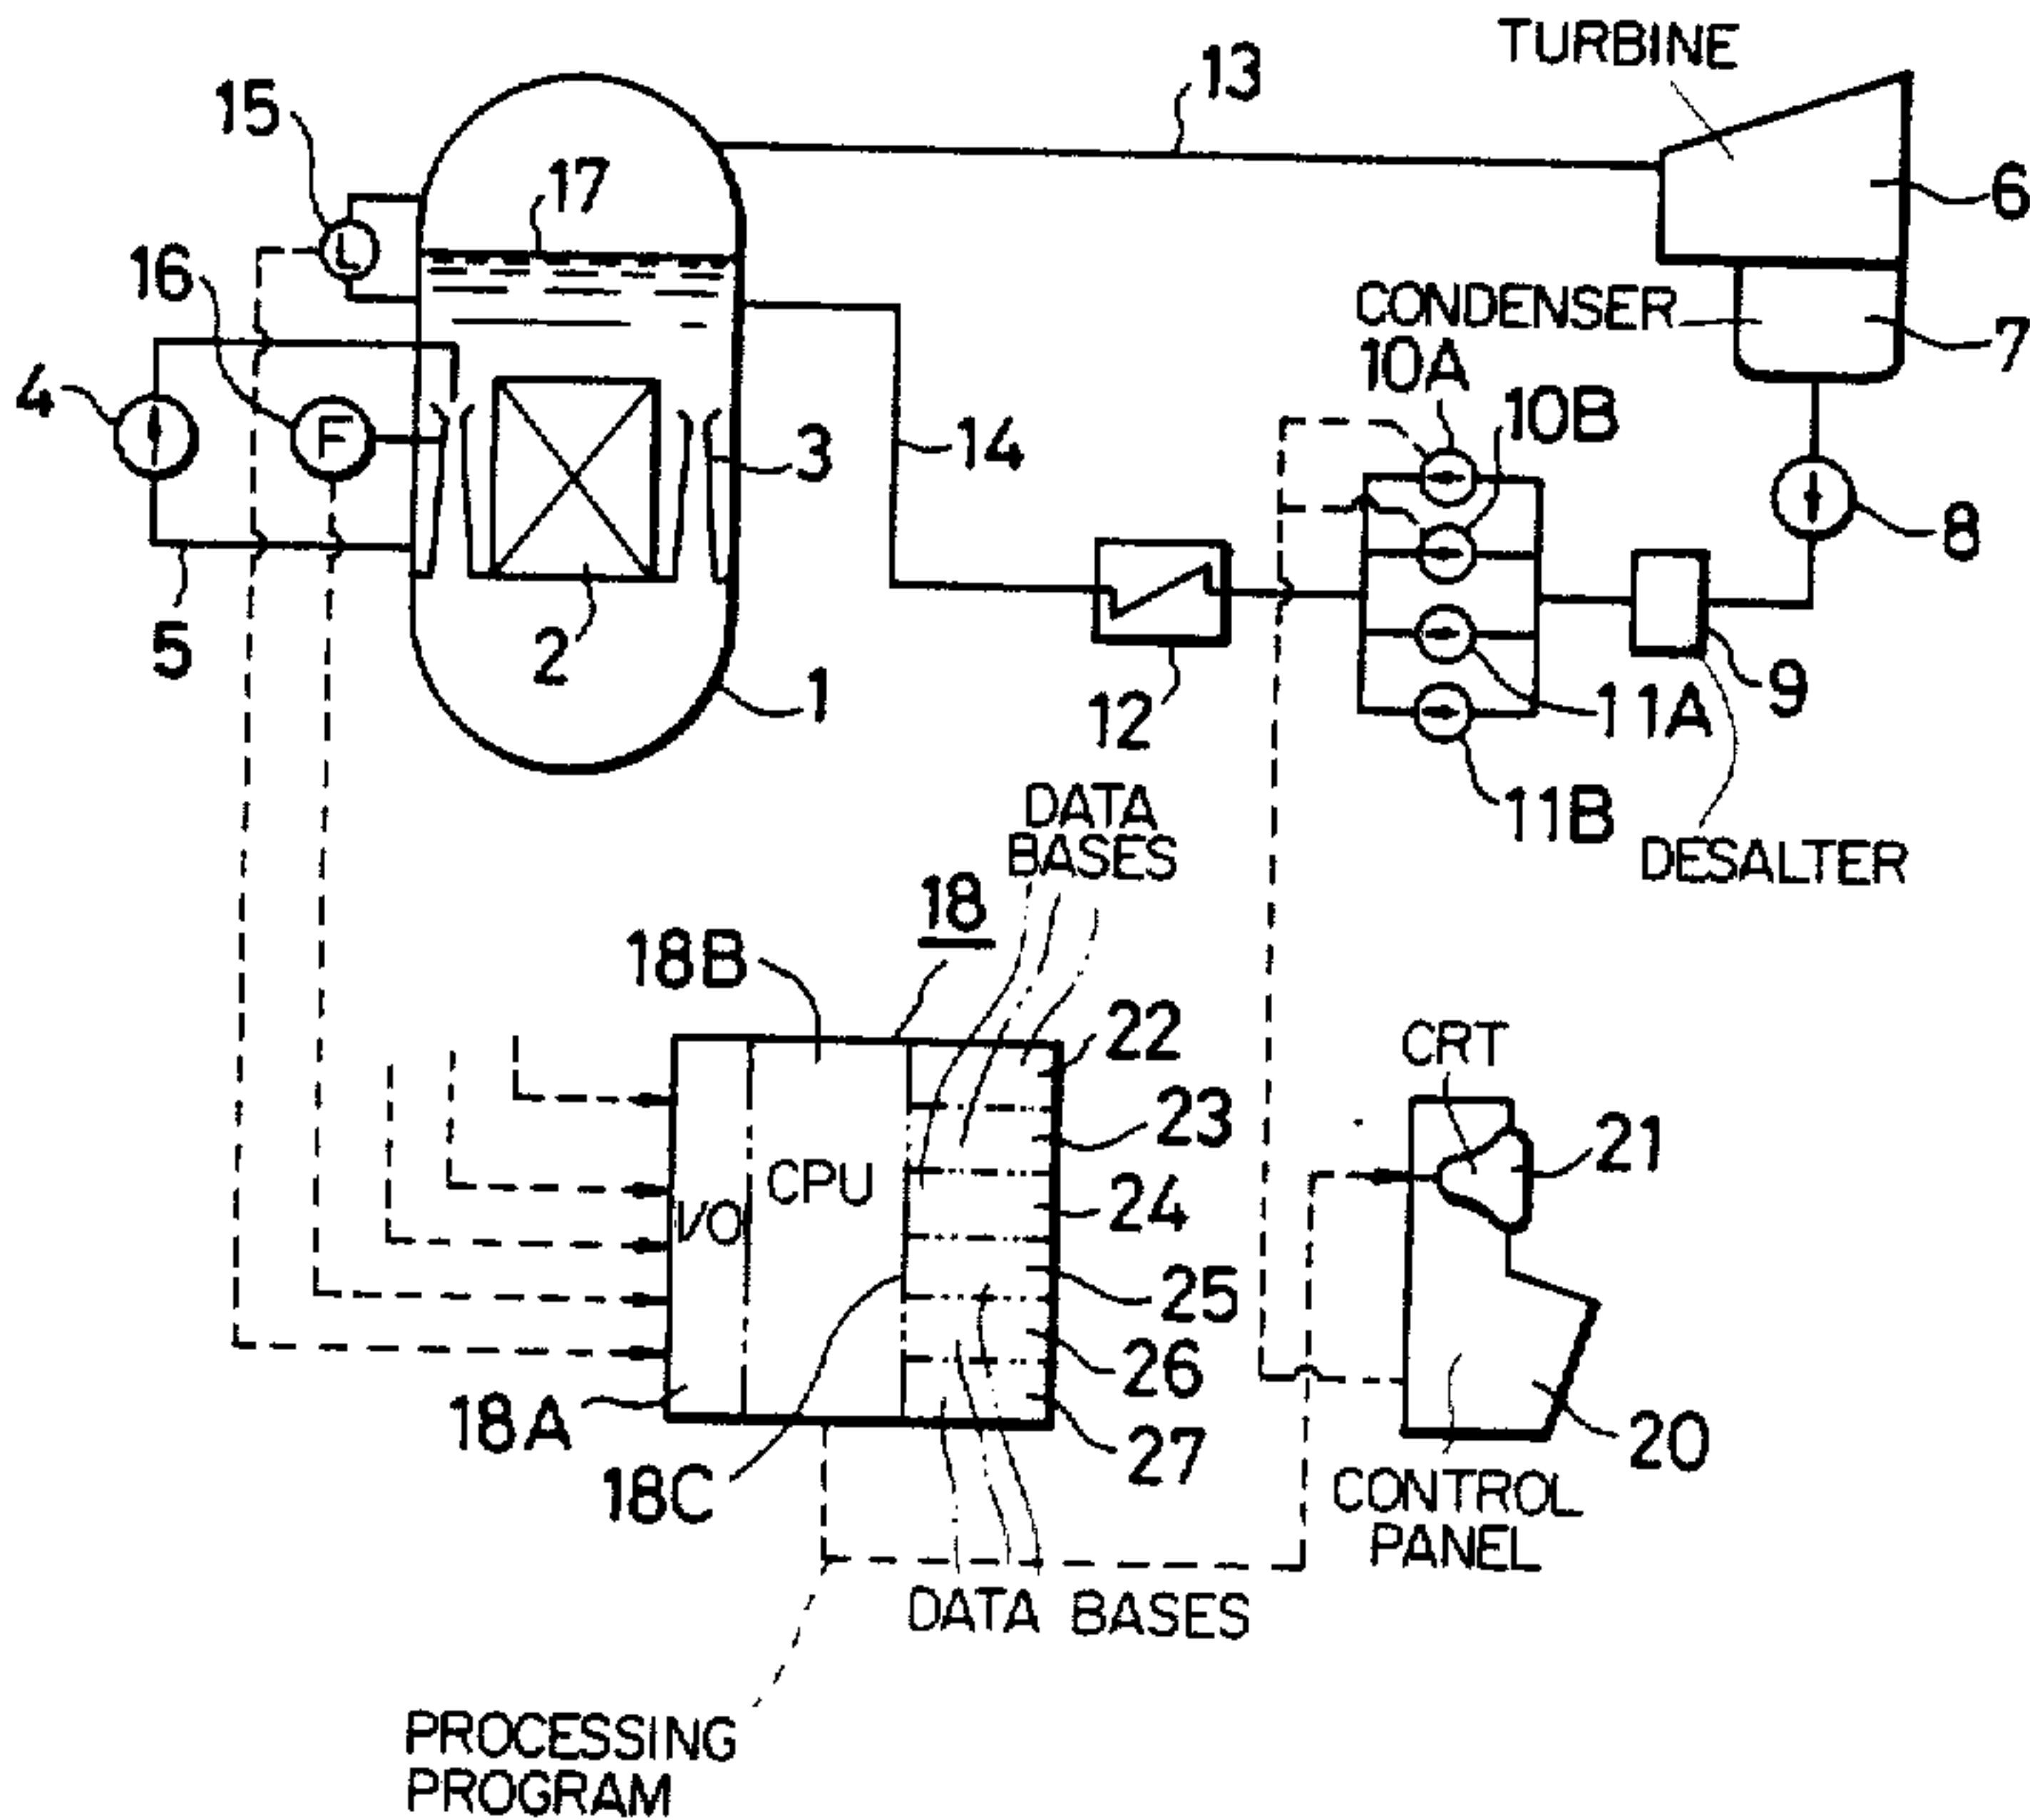 TURBINE
13
15
17
6
16
L
CONDENSER
7
10A
10B
4
F
3
14
8
5
2
1
12
11A
9
11B
DATA
BASES
DESALTER
18
18B
22
CRT
23
21
CPU
I/O
24
25
26
18A
27
20
18C
CONTROL
PANEL
DATA BASES
PROCESSING
PROGRAM